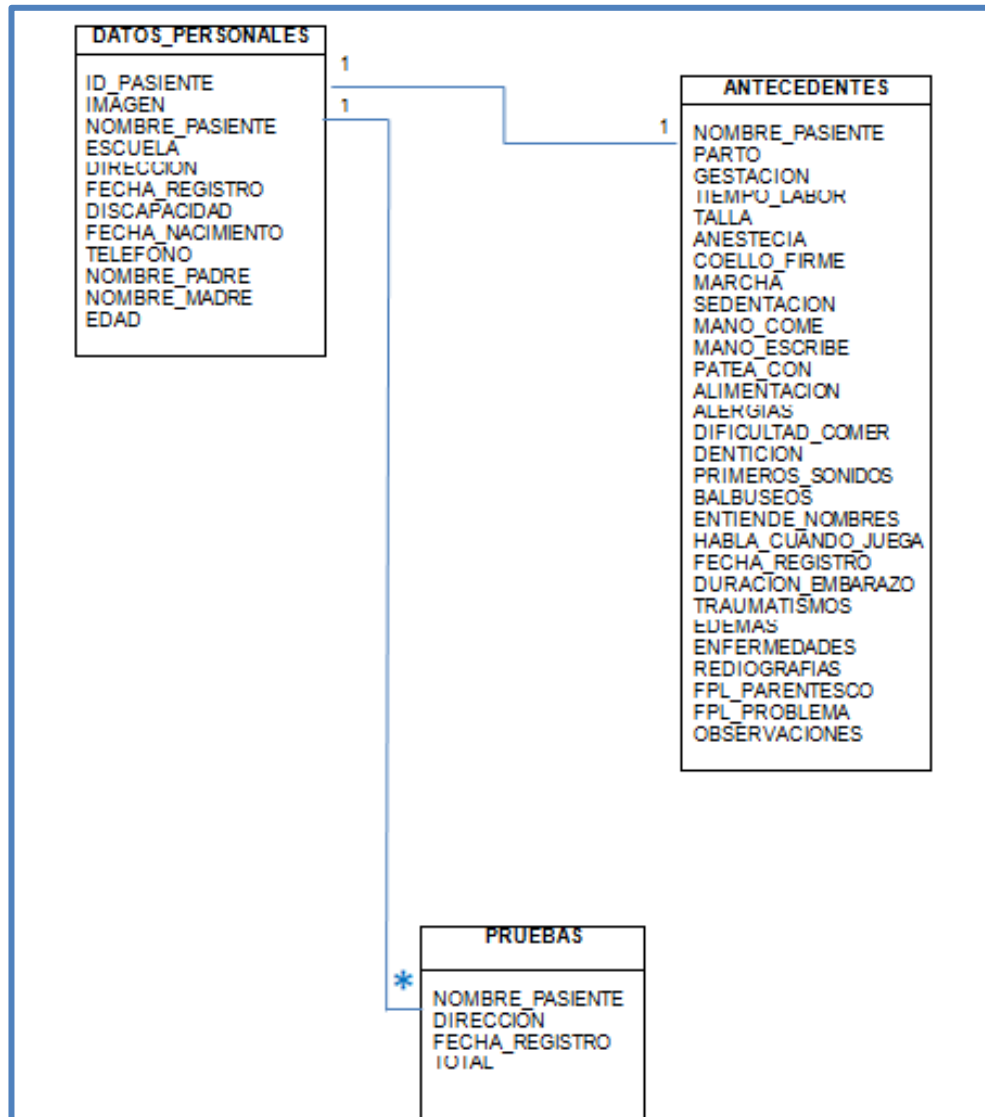 DATOS_PERSONALES
ID_PASIENTE
IMAGEN
NOMBRE_PASIENTE
ESCUELA
DIRECCION
FECHA_REGISTRO
DISCAPACIDAD
FECHA_NACIMIENTO
TELEFONO
NOMBRE_PADRE
NOMBRE_MADRE
EDAD
1
1
1
ANTECEDENTES
NOMBRE_PASIENTE
PARTO
GESTACION
TIEMPO_LABOR
TALLA
ANESTECIA
COELLO_FIRME
MARCHA
SEDENTACION
MANO_COME
MANO_ESCRIBE
PATEA_CON
ALIMENTACION
ALERGIAS
DIFICULTAD_COMER
DENTICION
PRIMEROS_SONIDOS
BALBUSEOS
ENTIENDE_NOMBRES
HABLA_CUANDO_JUEGA
FECHA_REGISTRO
DURACION_EMBARAZO
TRAUMATISMOS
EDEMAS
ENFERMEDADES
REDIOGRAFIAS
FPL_PARENTESCO
FPL_PROBLEMA
OBSERVACIONES
*
PRUEBAS
NOMBRE_PASIENTE
DIRECCION
FECHA_REGISTRO
TOTAL